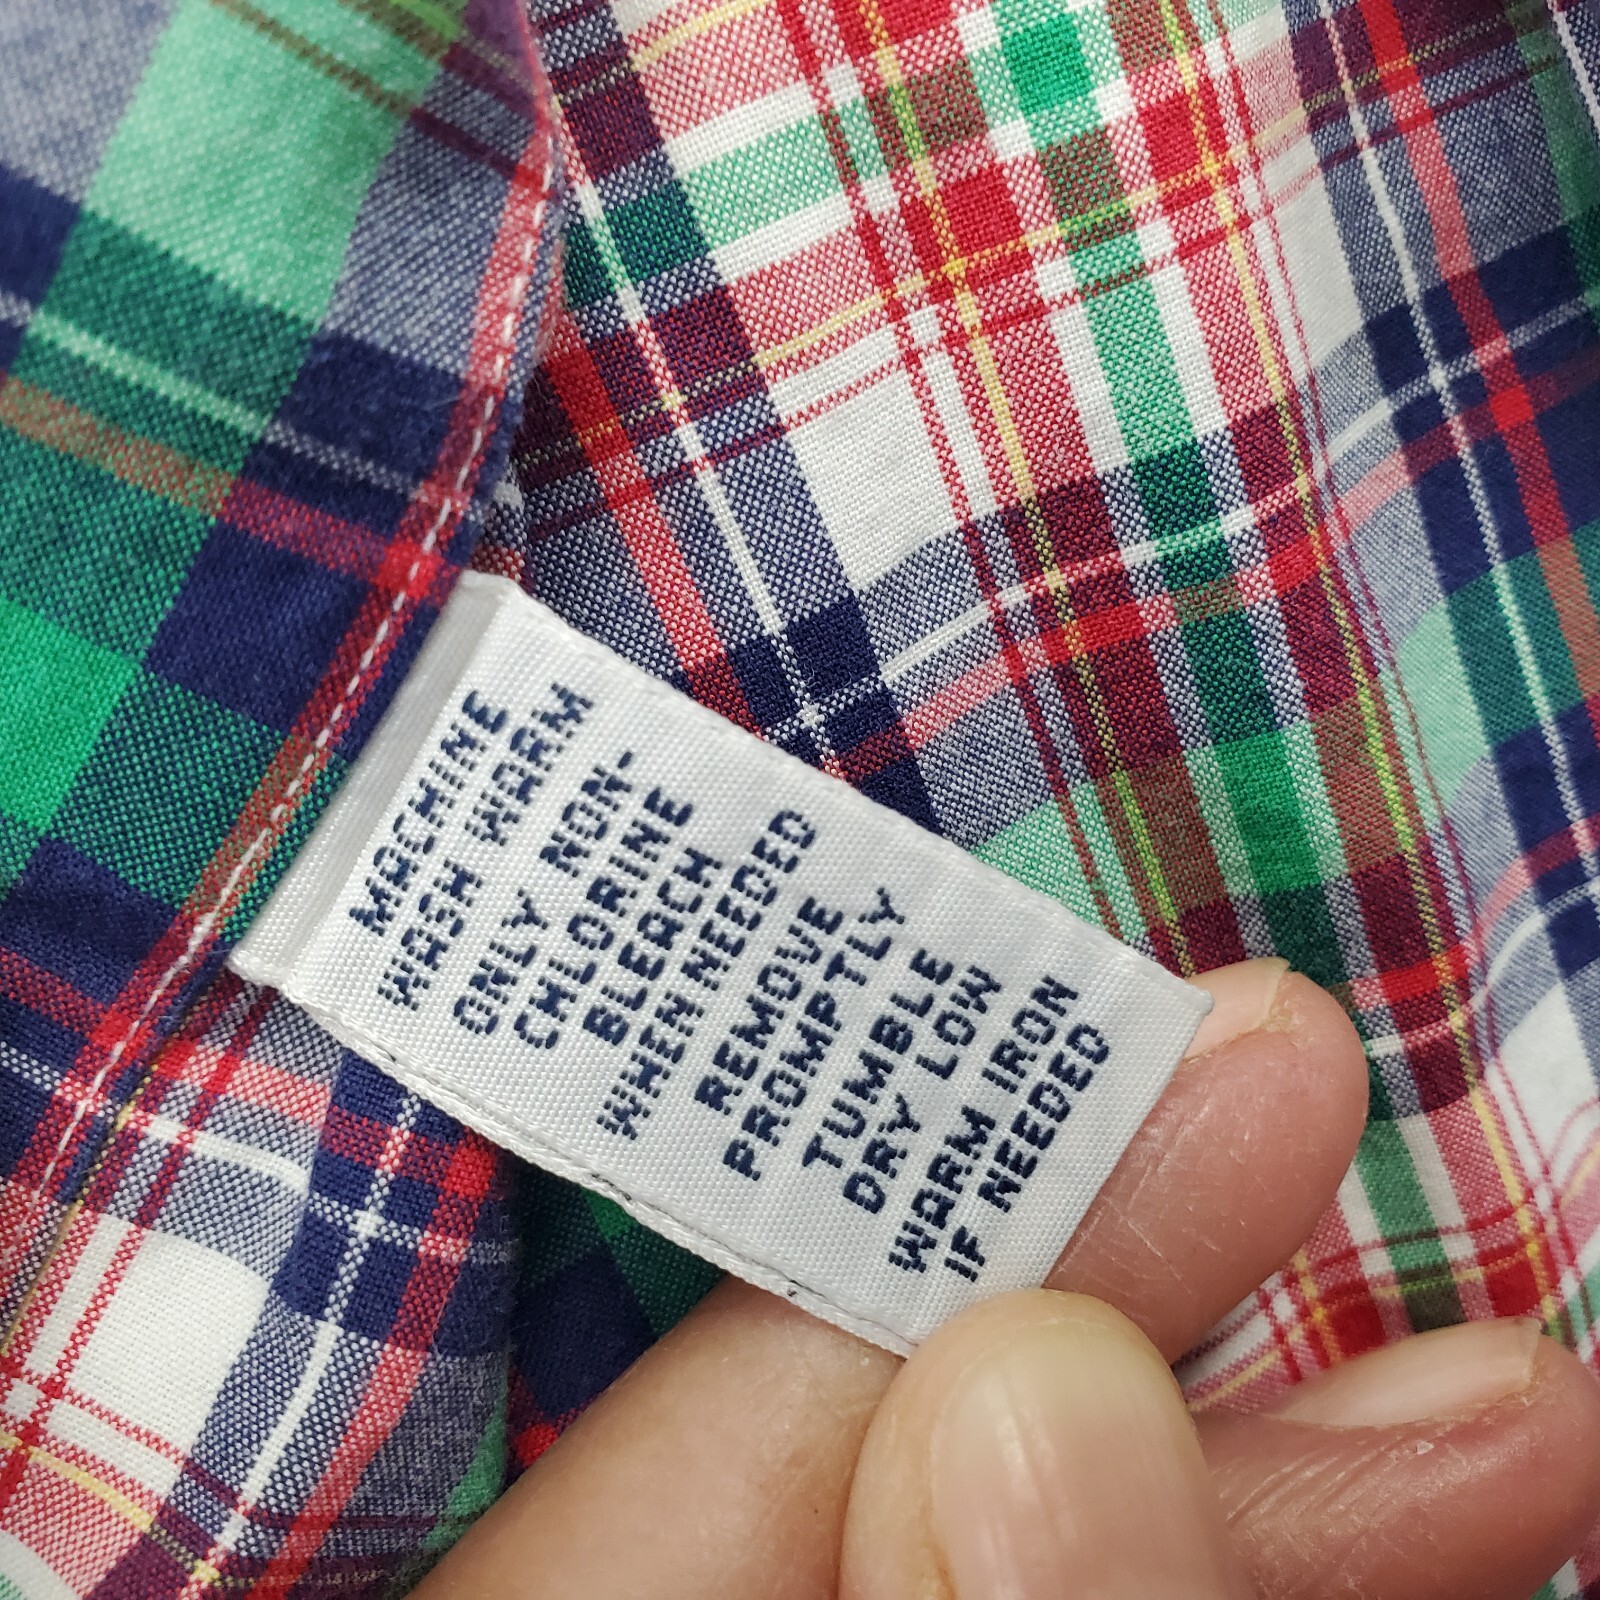 MACHINE
WASH WARM
ONLY NON-
CHLORINE
BLEACH
WHEN NEEDED
REMOVE
PROMPTLY
TUMBLE
DRY LOW
WARM IRON
IF NEEDED